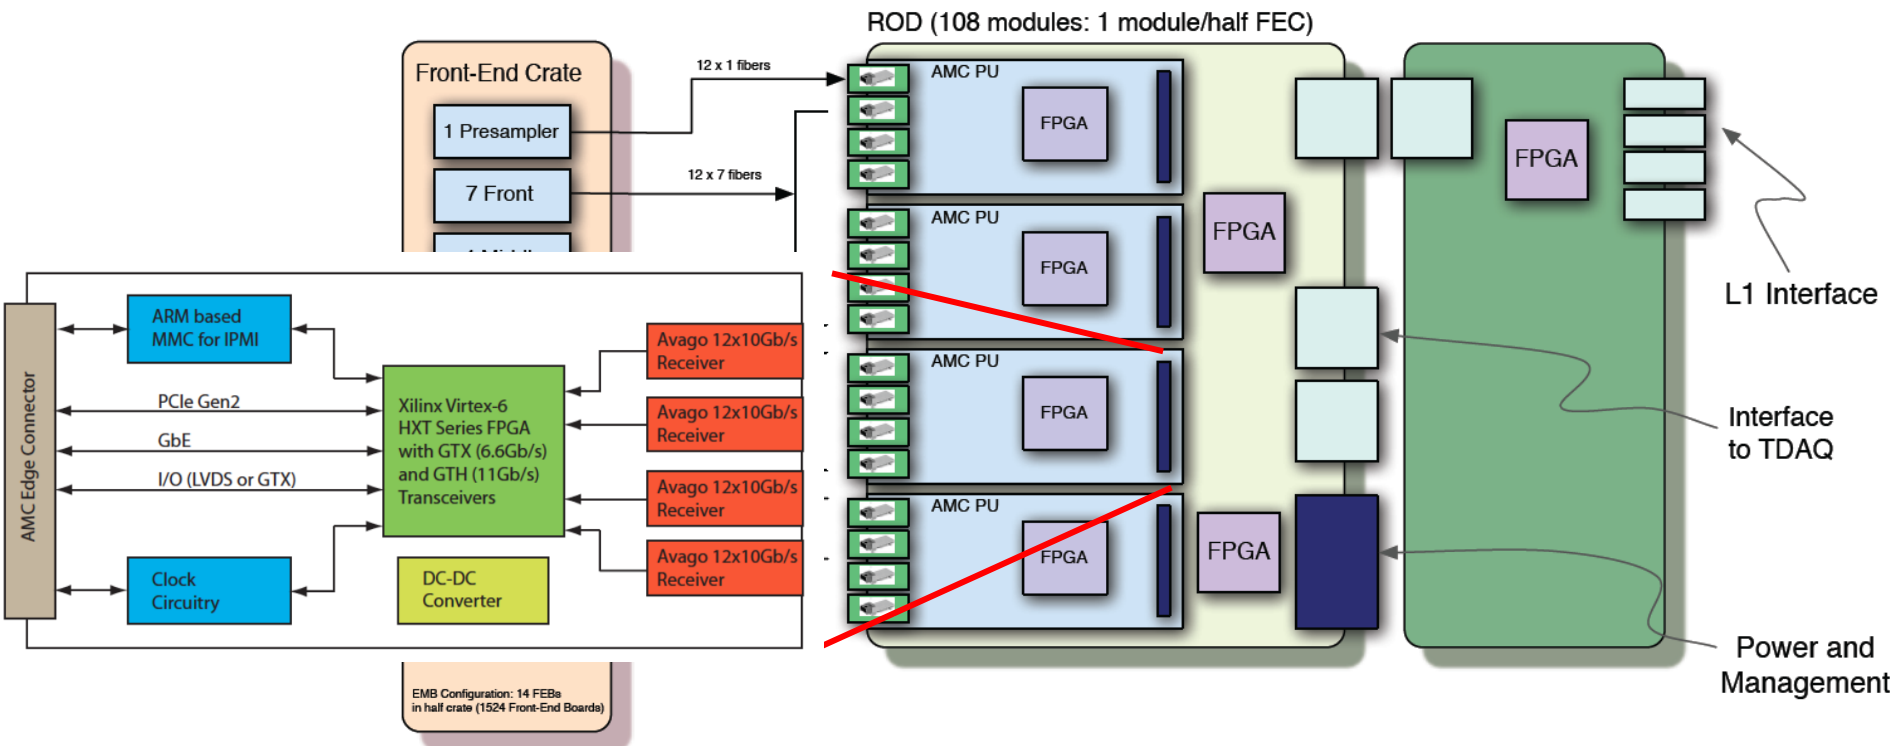 ROD (108 modules: 1 module/half FEC)
Front-End Crate
1 Presampler
7 Front
12 x 1 fibers
12 x 7 fibers
AMC PU
FPGA
AMC PU
FPGA
AMC PU
FPGA
AMC PU
FPGA
FPGA
FPGA
FPGA
L1 Interface
Interface
to TDAQ
Power and
Management
AMC Edge Connector
ARM based
MMC for IPMI
PCIe Gen2
GbE
I/O (LVDS or GTX)
Clock
Circuitry
Xilinx Virtex-6
HXT Series FPGA
with GTX (6.6Gb/s)
and GTH (11Gb/s)
Transceivers
DC-DC
Converter
Avago 12x10Gb/s
Receiver
Avago 12x10Gb/s
Receiver
Avago 12x10Gb/s
Receiver
Avago 12x10Gb/s
Receiver
EMB Configuration: 14 FEBs
in half crate (1524 Front-End Boards)